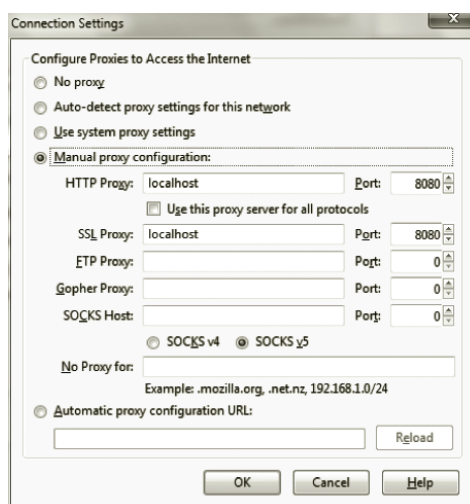 Connection Settings
x
Configure Proxies to Access the Internet
No proxy
Auto-detect proxy settings for this network
Use system proxy settings
Manual proxy configuration:
HTTP Proxy: localhost Port: 8080
Use this proxy server for all protocols
SSL Proxy: localhost Port: 8080
FTP Proxy: Port: 0
Gopher Proxy: Port: 0
SOCKS Host: Port: 0
SOCKS v4 SOCKS v5
No Proxy for:
Example: .mozilla.org, .net.nz, 192.168.1.0/24
Automatic proxy configuration URL:
Reload
OK Cancel Help